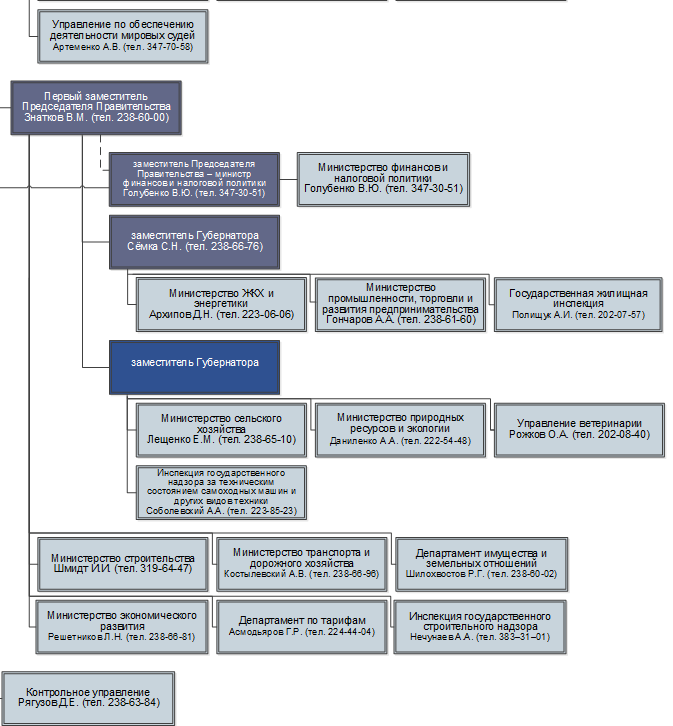 Управление по обеспечению
деятельности мировых судей
Артеменко А.В. (тел. 347-70-58)
Первый заместитель
Председателя Правительства
Знатков В.М. (тел. 238-60-00)
заместитель Председателя
Правительства – министр
финансов и налоговой политики
Голубенко В.Ю. (тел. 347-30-51)
Министерство финансов и
налоговой политики
Голубенко В.Ю. (тел. 347-30-51)
заместитель Губернатора
Сёмка С.Н. (тел. 238-66-76)
Министерство ЖКХ и
энергетики
Архипов Д.Н. (тел. 223-06-06)
Министерство
промышленности, торговли и
развития предпринимательства
Гончаров А.А. (тел. 238-61-60)
Государственная жилищная
инспекция
Полищук А.И. (тел. 202-07-57)
заместитель Губернатора
Министерство сельского
хозяйства
Лещенко Е.М. (тел. 238-65-10)
Министерство природных
ресурсов и экологии
Даниленко А.А. (тел. 222-54-48)
Управление ветеринарии
Рожков О.А. (тел. 202-08-40)
Инспекция государственного
надзора за техническим
состоянием самоходных машин и
других видов техники
Соболевский А.А. (тел. 223-85-23)
Министерство строительства
Шмидт И.И. (тел. 319-64-47)
Министерство транспорта и
дорожного хозяйства
Костылевский А.В. (тел. 238-66-96)
Департамент имущества и
земельных отношений
Шилохвостов Р.Г. (тел. 238-60-02)
Министерство экономического
развития
Решетников Л.Н. (тел. 238-66-81)
Департамент по тарифам
Асмодьяров Г.Р. (тел. 224-44-04)
Инспекция государственного
строительного надзора
Нечунаев А.А. (тел. 383–31–01)
Контрольное управление
Рягузов Д.Е. (тел. 238-63-84)